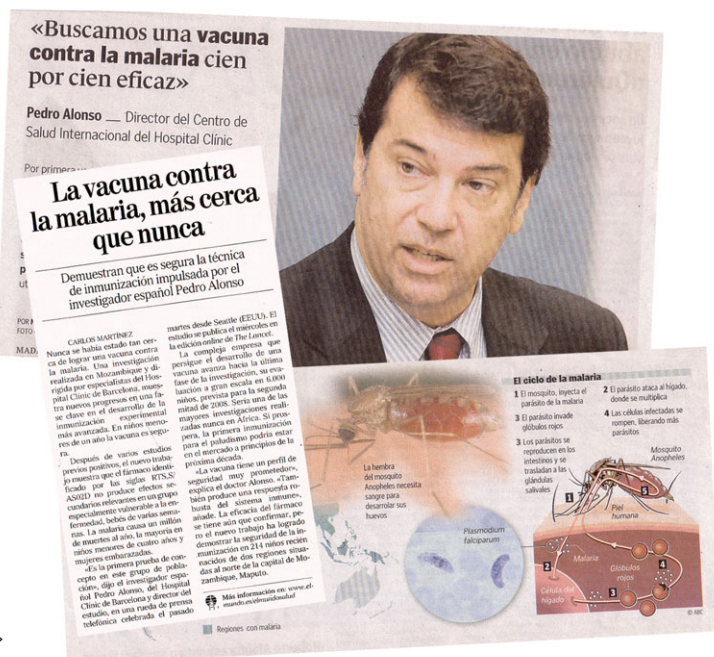 «Buscamos una vacuna
contra la malaria cien
por cien eficaz»
Pedro Alonso __ Director del Centro de
Salud Internacional del Hospital Clínic
Por primera
La vacuna contra
la malaria, más cerca
que nunca
Demuestran que es segura la técnica
de inmunización impulsada por el
investigador español Pedro Alonso
CARLOS MARTÍNEZ
Nunca se había estado tan cer-
ca de lograr una vacuna contra
la malaria. Una investigación
realizada en Mozambique y di-
rigida por especialistas del Hos-
pital Clínic de Barcelona, mues-
tra nuevos progresos en una fa-
se clave en el desarrollo de la
inmunización experimental
más avanzada. En niños meno-
res de un año la vacuna es segu-
ra.
Después de varios estudios
previos positivos, el nuevo traba-
jo muestra que el fármaco identi-
ficado por las siglas RTS,S/
AS02D no produce efectos se-
cundarios relevantes en un grupo
especialmente vulnerable a la en-
fermedad, bebés de varias sema-
nas. La malaria causa un millón
de muertes al año, la mayoría en
niños menores de cuatro años y
mujeres embarazadas.
«Es la primera prueba de con-
cepto en este grupo de pobla-
ción», dijo el investigador espa-
ñol Pedro Alonso, del Hospital
Clínic de Barcelona y director del
estudio, en una rueda de prensa
telefónica celebrada el pasado
martes desde Seattle (EEUU). El
estudio se publica el miércoles en
la edición online de The Lancet.
La compleja empresa que
persigue el desarrollo de una
vacuna avanza hacia la última
fase de la investigación, su eva-
luación a gran escala en 6.000
niños, prevista para la segunda
mitad de 2008. Sería una de las
mayores investigaciones reali-
zadas nunca en África. Si pros-
pera, la primera inmunización
para el paludismo podría estar
en el mercado a principios de la
próxima década.
«La vacuna tiene un perfil de
seguridad muy prometedor»,
explica el doctor Alonso. «Tam-
bién produce una respuesta ro-
busta del sistema inmune»,
añade. La eficacia del fármaco
se tiene aún que confirmar, pe-
ro el nuevo trabajo ha logrado
demostrar la seguridad de la in-
munización en 214 niños recién
nacidos de dos regiones situa-
das al norte de la capital de Mo-
zambique, Maputo.
Más información en: www.el-
mundo.es/elmundosalud
La hembra
del mosquito
Anopheles necesita
sangre para
desarrollar sus
huevos
Plasmodium
falciparum
Regiones con malaria
El ciclo de la malaria
1 El mosquito, inyecta el
parásito de la malaria
2 El parásito ataca al hígado,
donde se multiplica
3 El parásito invade
glóbulos rojos
4 Las células infectadas se
rompen, liberando más
parásitos
3 Los parásitos se
reproducen en los
intestinos y se
trasladan a las
glándulas
salivales
Mosquito
Anopheles
1
5
Piel
humana
2
Malaria
Glóbulos
rojos
4
Célula del
hígado
3
© ABC